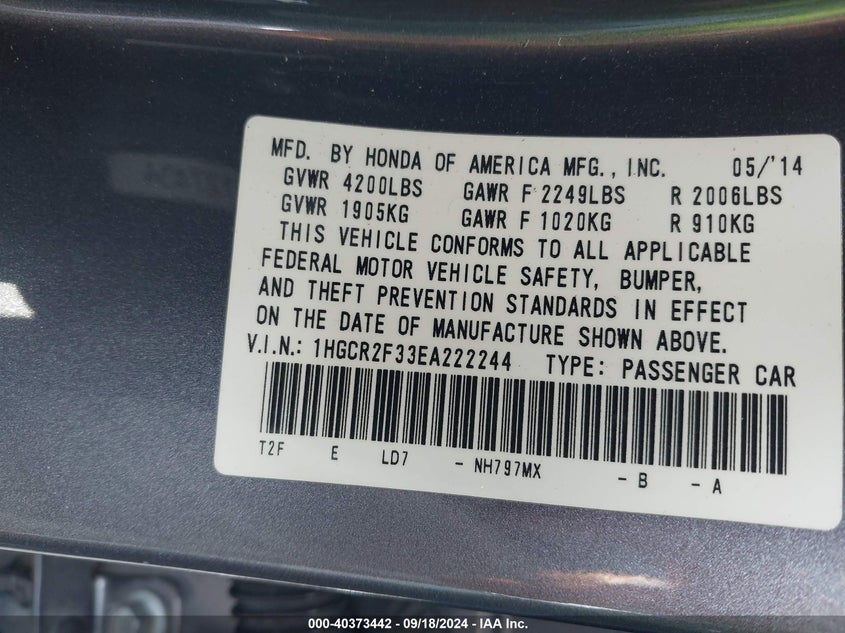 MFD. BY HONDA OF AMERICA MFG., INC. 05/'14
GVWR 4200LBS GAWR F 2249LBS R 2006LBS
GVWR 1905KG GAWR F 1020KG R 910KG
THIS VEHICLE CONFORMS TO ALL APPLICABLE
FEDERAL MOTOR VEHICLE SAFETY, BUMPER,
AND THEFT PREVENTION STANDARDS IN EFFECT
ON THE DATE OF MANUFACTURE SHOWN ABOVE.
V.I.N.: 1HGCR2F33EA222244 TYPE: PASSENGER CAR
T2F E LD7 - NH797MX - B - A
000-40373442 - 09/18/2024 - IAA Inc.